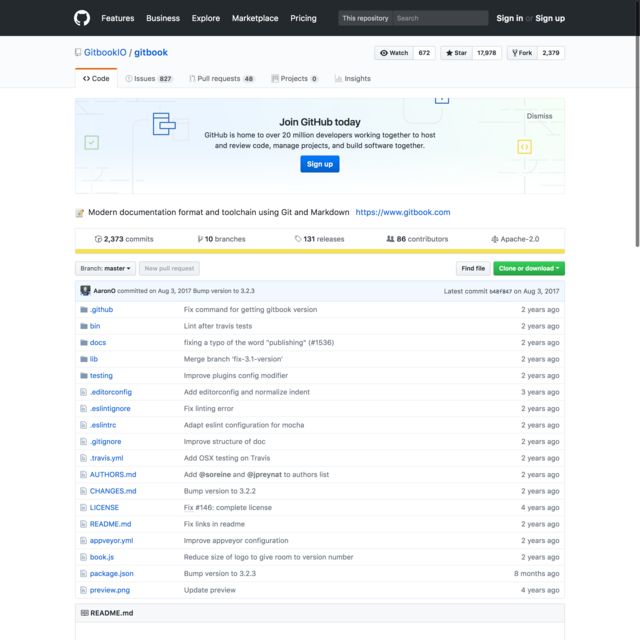 Features Business Explore Marketplace Pricing This repository Search Sign in or Sign up
GitbookIO / gitbook Watch 672 Star 17,978 Fork 2,379
Code Issues 827 Pull requests 48 Projects 0 Insights
Join GitHub today Dismiss
GitHub is home to over 20 million developers working together to host
and review code, manage projects, and build software together.
Sign up
Modern documentation format and toolchain using Git and Markdown https://www.gitbook.com
2,373 commits 10 branches 131 releases 86 contributors Apache-2.0
Branch: master New pull request Find file Clone or download
AaronO committed on Aug 3, 2017 Bump version to 3.2.3 Latest commit on Aug 3, 2017
.github Fix command for getting gitbook version 2 years ago
bin Lint after travis tests 2 years ago
docs fixing a typo of the word "publishing" (#1536) 2 years ago
lib Merge branch 'fix-3.1-version' 2 years ago
testing Improve plugins config modifier 2 years ago
.editorconfig Add editorconfig and normalize indent 3 years ago
.eslintignore Fix linting error 2 years ago
.eslintrc Adapt eslint configuration for mocha 2 years ago
.gitignore Improve structure of doc 2 years ago
.travis.yml Add OSX testing on Travis 2 years ago
AUTHORS.md Add @soreine and @jpreynat to authors list 2 years ago
CHANGES.md Bump version to 3.2.2 2 years ago
LICENSE Fix #146: complete license 4 years ago
README.md Fix links in readme 2 years ago
appveyor.yml Improve appveyor configuration 2 years ago
book.js Reduce size of logo to give room to version number 2 years ago
package.json Bump version to 3.2.3 8 months ago
preview.png Update preview 4 years ago
README.md